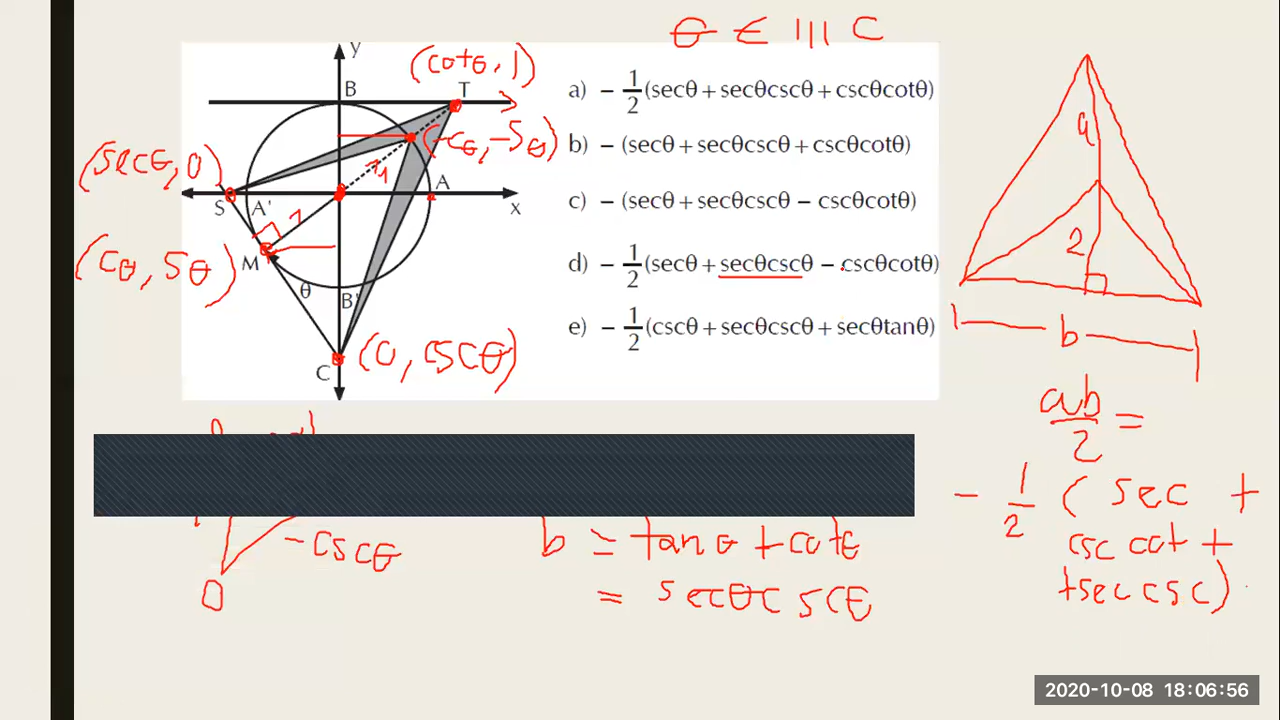 θ ∈ III C
y
(cotθ, 1)
B
T
a) - 1/2 (secθ + secθcscθ + cscθcotθ)
(-cθ, -sθ)
b) - (secθ + secθcscθ + cscθcotθ)
a
(secθ, 0)
1
A
S
A'
x
c) - (secθ + secθcscθ - cscθcotθ)
1
(cθ, sθ)
M
2
d) - 1/2 (secθ + secθcscθ - cscθcotθ)
θ
B'
e) - 1/2 (cscθ + secθcscθ + secθtanθ)
b
C
(0, cscθ)
ab/2 =
- 1/2 ( sec +
csc cot +
+sec csc)
-cscθ
b = tanθ + cotθ
= secθcscθ
O
2020-10-08 18:06:56